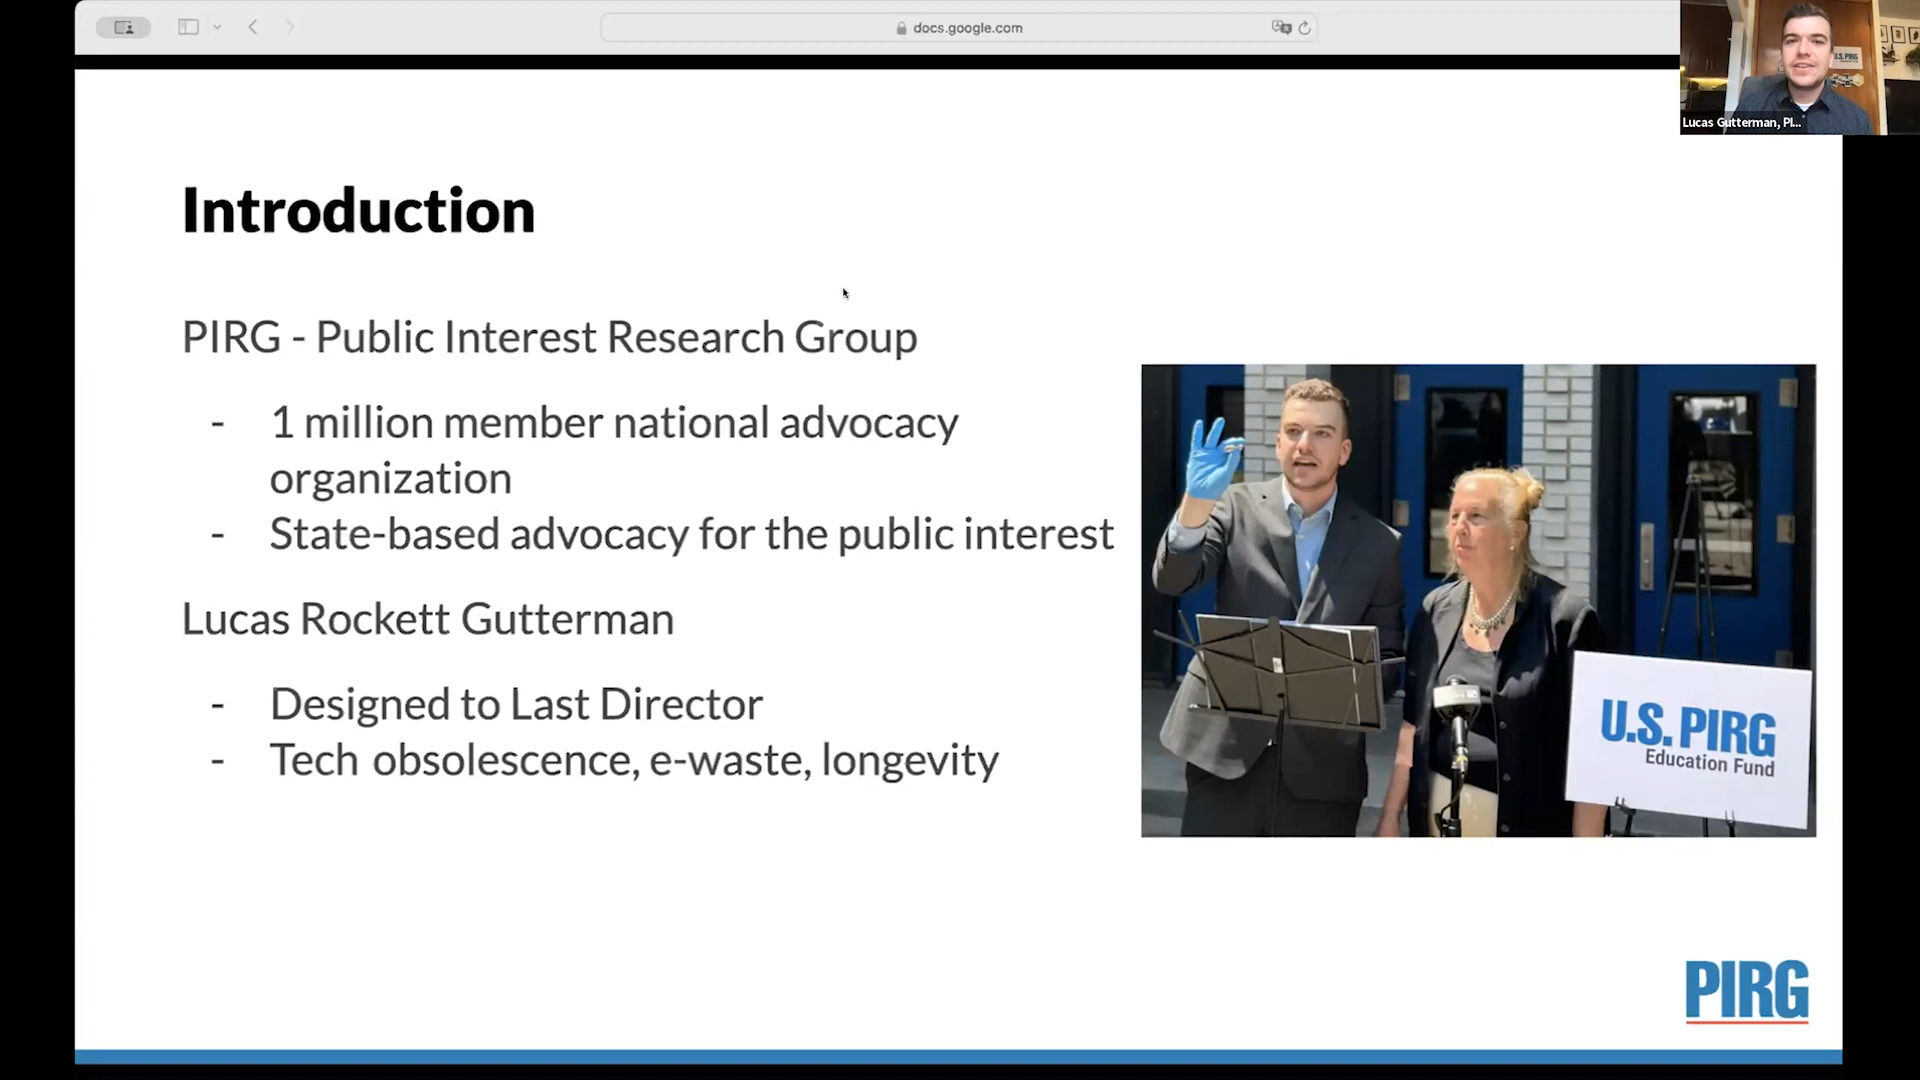 docs.google.com
U.S. PIRG
Lucas Gutterman, PI...
Introduction
PIRG - Public Interest Research Group
- 1 million member national advocacy
organization
- State-based advocacy for the public interest
Lucas Rockett Gutterman
- Designed to Last Director
- Tech obsolescence, e-waste, longevity
U.S. PIRG
Education Fund
PIRG